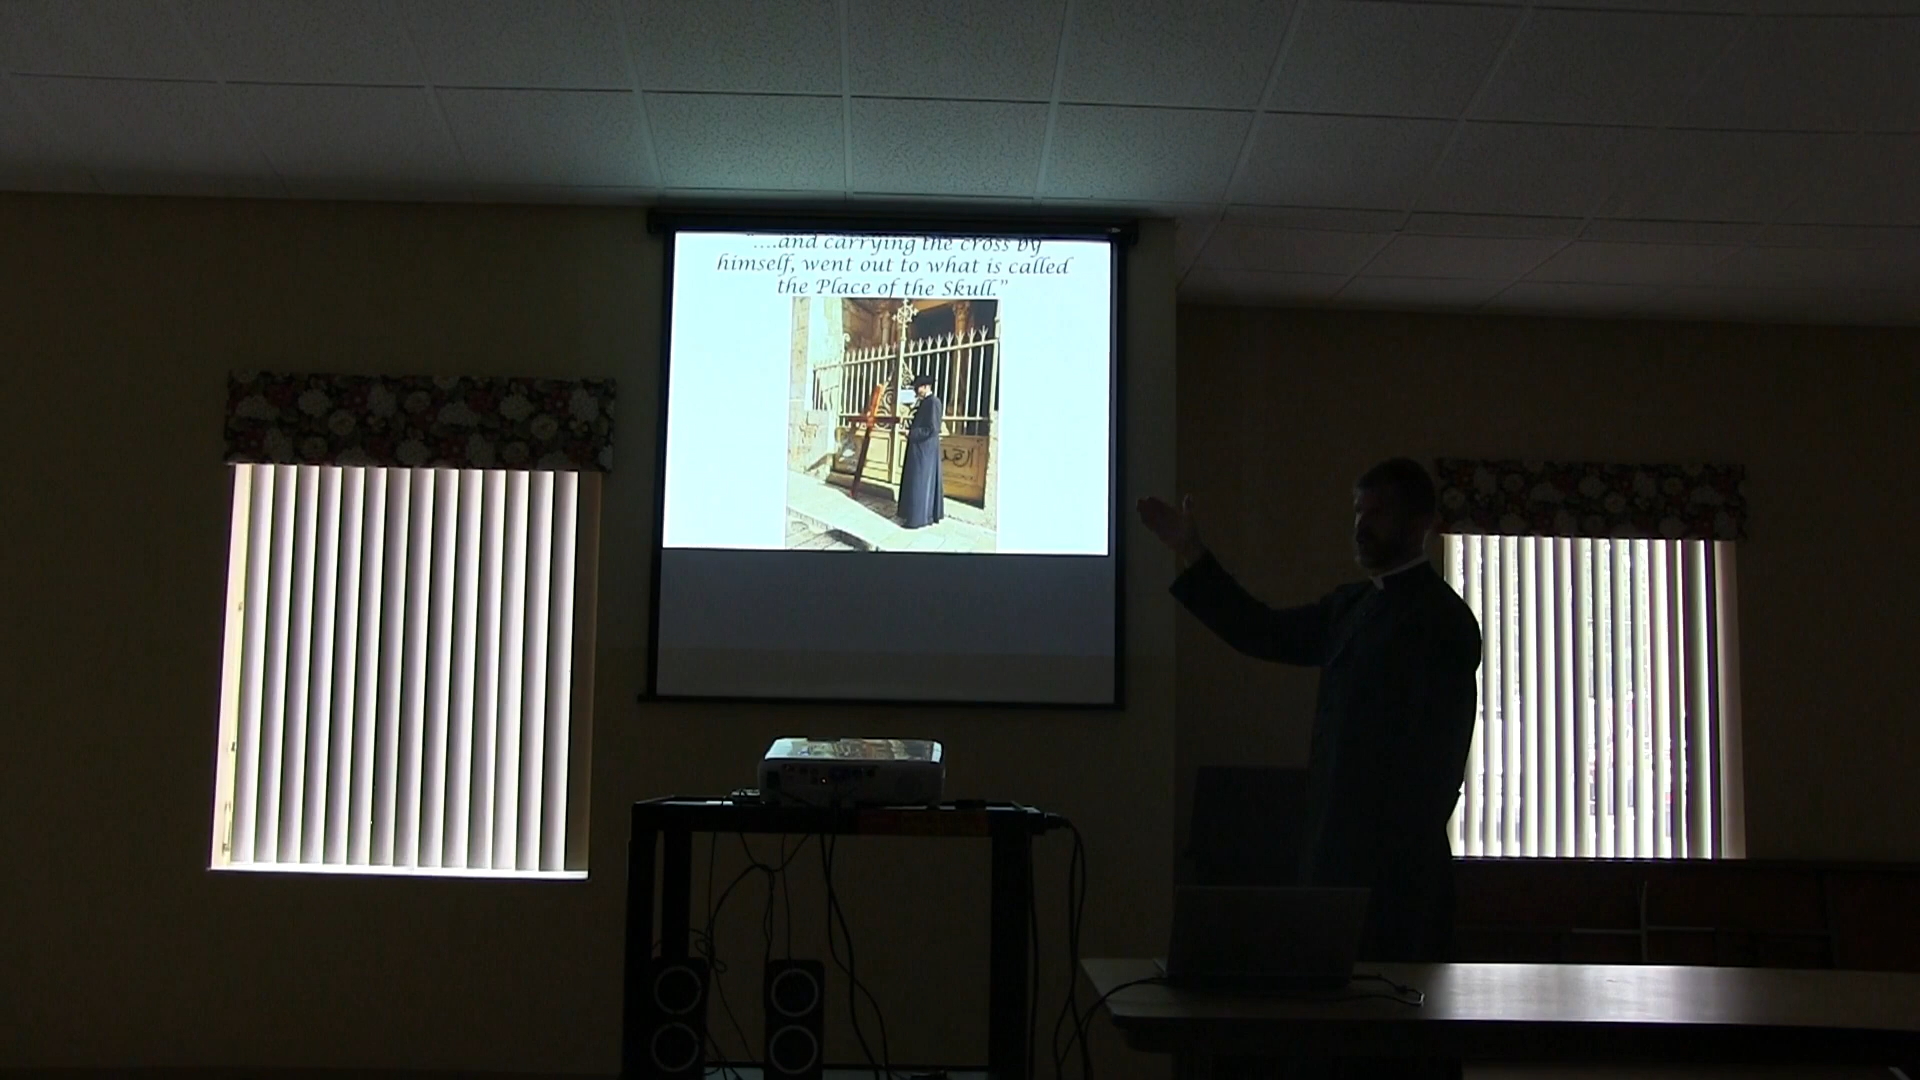 "....and carrying the cross by
himself, went out to what is called
the Place of the Skull."